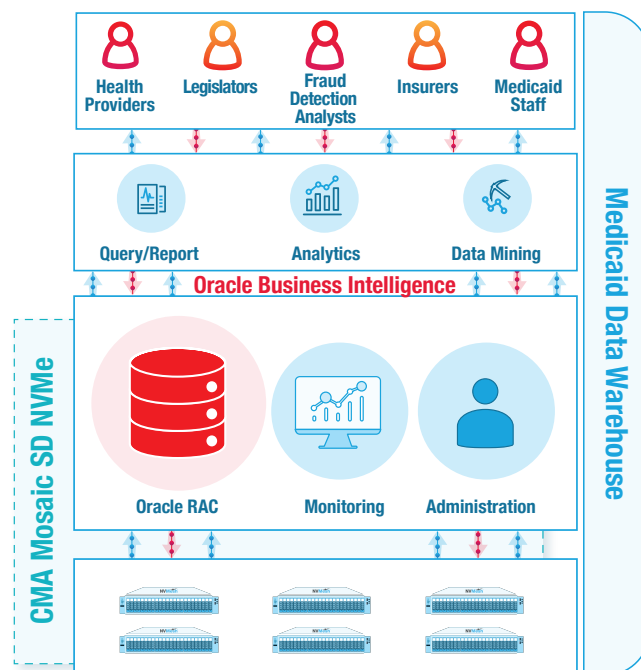 Health
Providers
Legislators
Fraud
Detection
Analysts
Insurers
Medicaid
Staff
Query/Report
Analytics
Data Mining
Oracle Business Intelligence
Oracle RAC
Monitoring
Administration
CMA Mosaic SD NVMe
Medicaid Data Warehouse